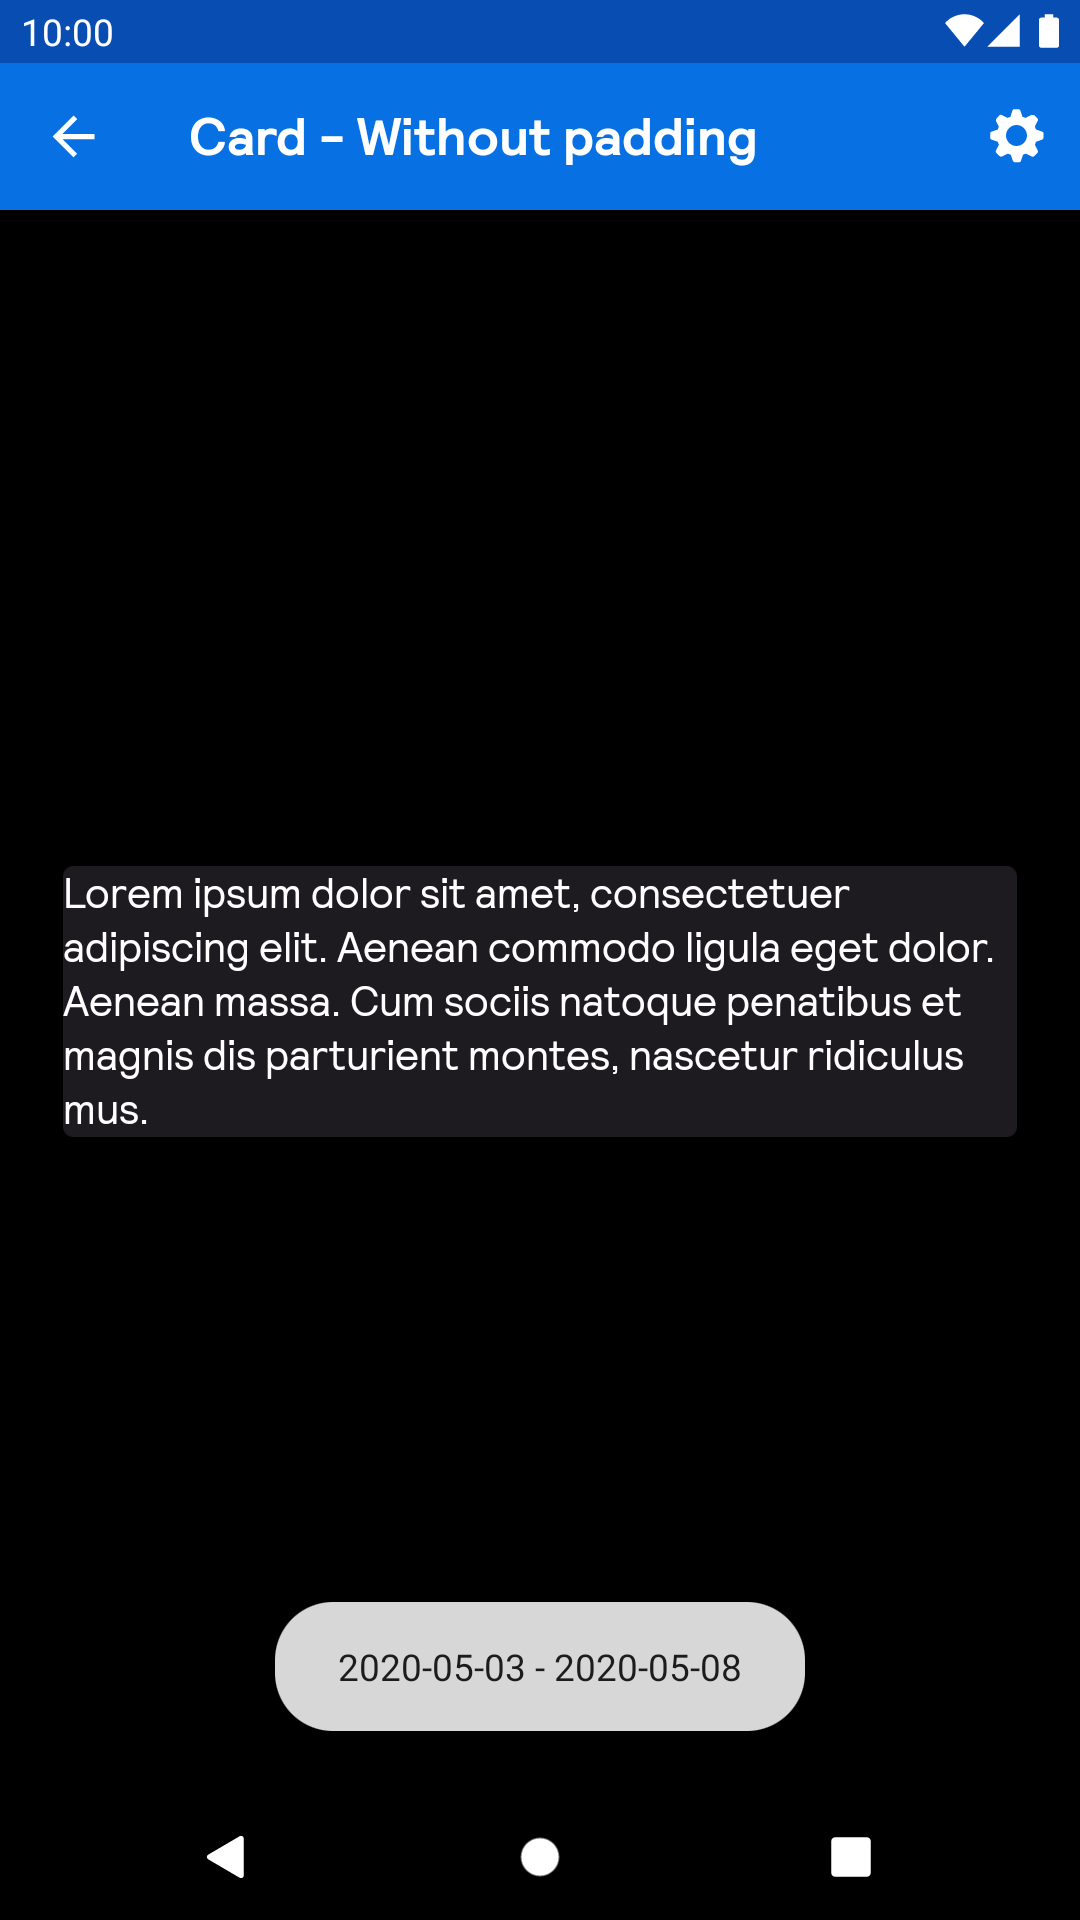 10:00
Card - Without padding
Lorem ipsum dolor sit amet, consectetuer
adipiscing elit. Aenean commodo ligula eget dolor.
Aenean massa. Cum sociis natoque penatibus et
magnis dis parturient montes, nascetur ridiculus
mus.
2020-05-03 - 2020-05-08